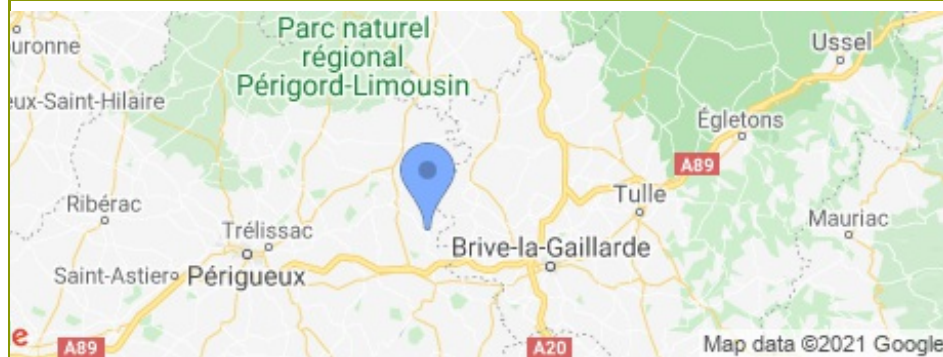 Parc naturel
régional
Périgord-Limousin
uronne
Ussel
eux-Saint-Hilaire
Égletons
A89
Ribérac
Tulle
Trélissac
Mauriac
Brive-la-Gaillarde
Saint-Astier
Périgueux
e
A89
A20
Map data ©2021 Google